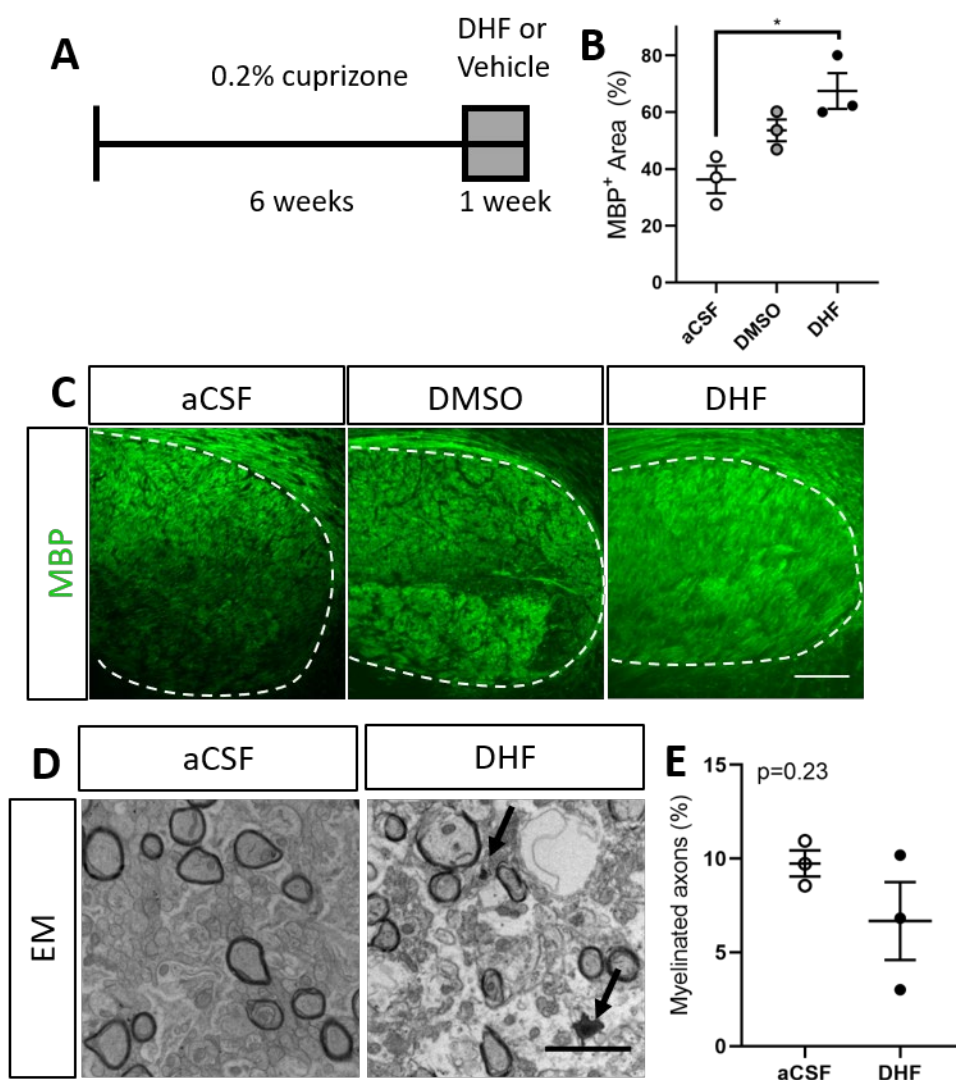 A
0.2% cuprizone
DHF or
Vehicle
6 weeks
1 week
B
*
MBP+ Area (%)
80
60
40
20
0
aCSF
DMSO
DHF
C
aCSF
DMSO
DHF
MBP
D
aCSF
DHF
EM
E
p=0.23
Myelinated axons (%)
15
10
5
0
aCSF
DHF